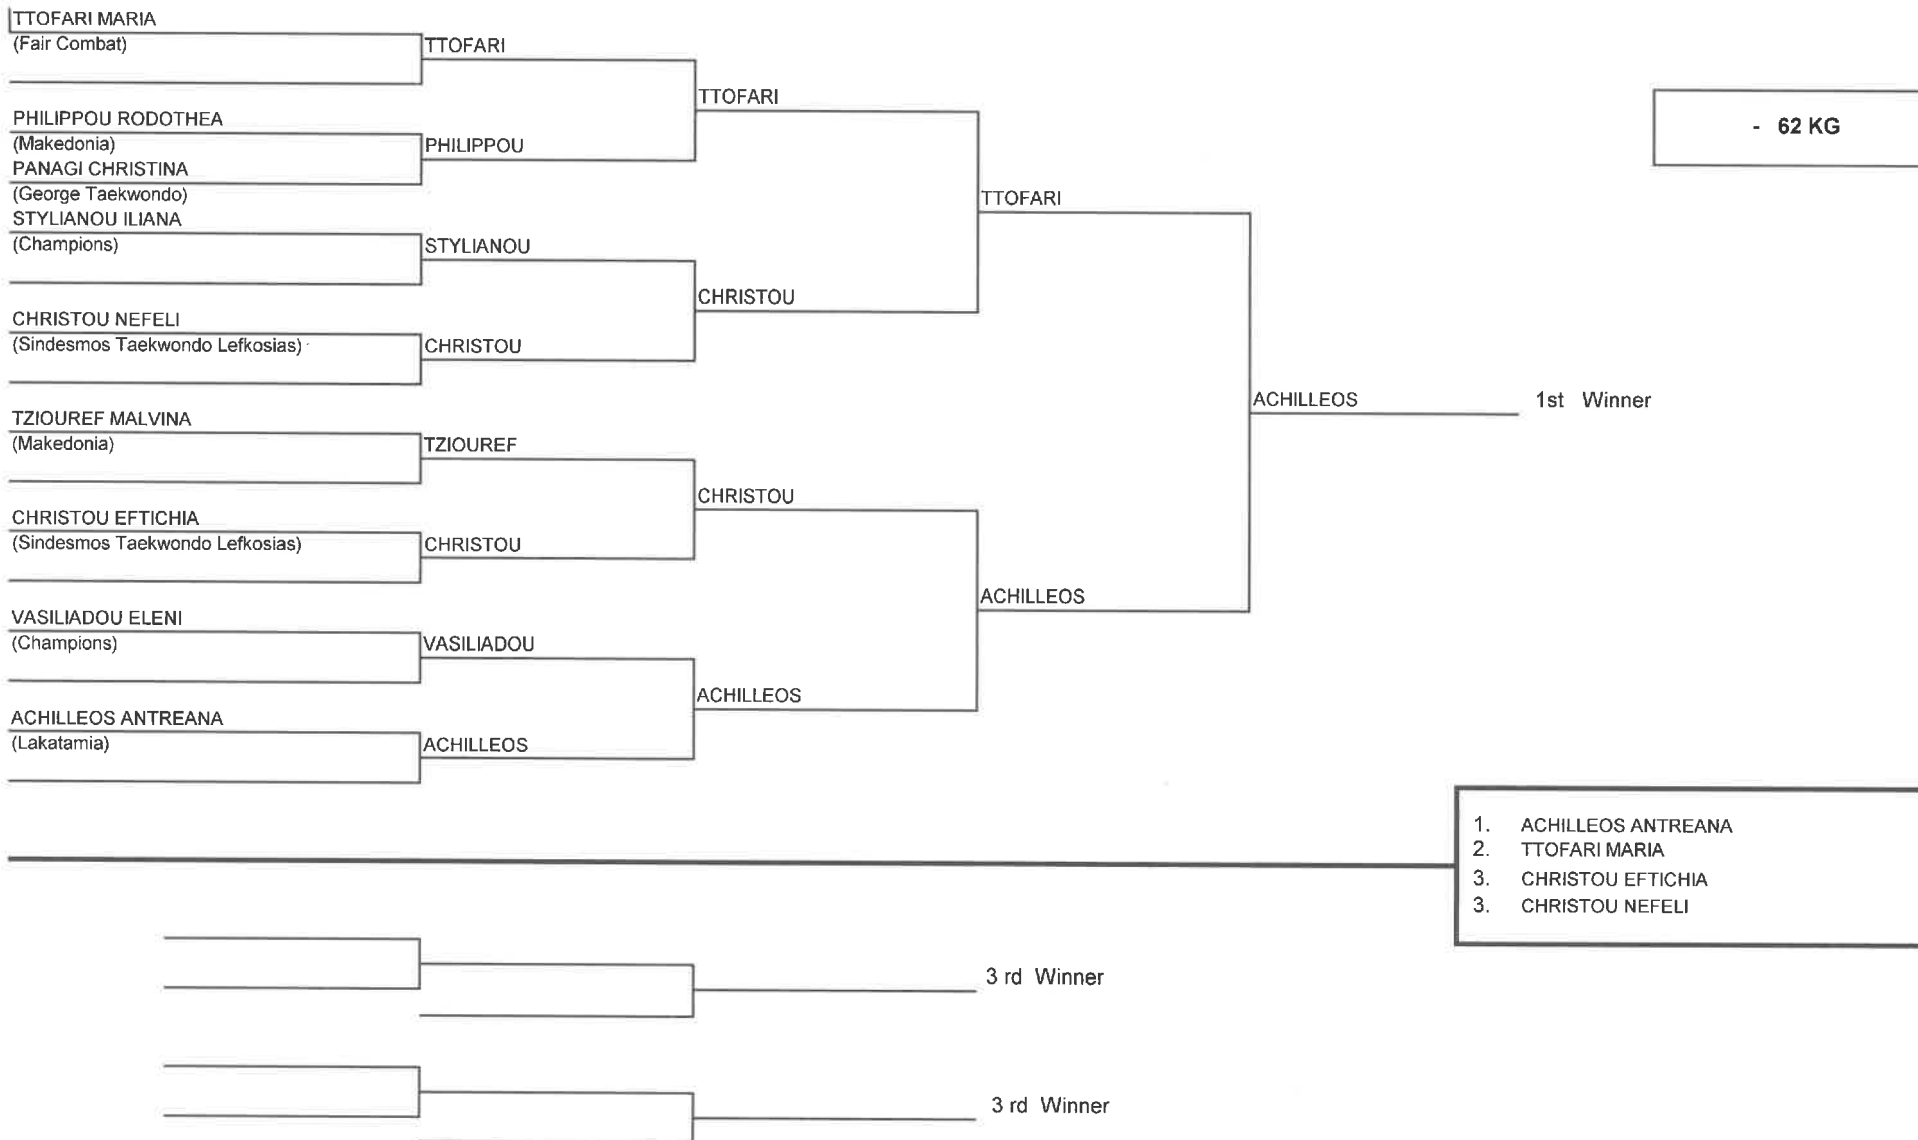 TTOFARI MARIA
(Fair Combat)
TTOFARI
TTOFARI
- 62 KG
PHILIPPOU RODOTHEA
(Makedonia)
PHILIPPOU
PANAGI CHRISTINA
(George Taekwondo)
TTOFARI
STYLIANOU ILIANA
(Champions)
STYLIANOU
CHRISTOU
CHRISTOU NEFELI
(Sindesmos Taekwondo Lefkosias)
CHRISTOU
ACHILLEOS
1st Winner
TZIOUREF MALVINA
(Makedonia)
TZIOUREF
CHRISTOU
CHRISTOU EFTICHIA
(Sindesmos Taekwondo Lefkosias)
CHRISTOU
ACHILLEOS
VASILIADOU ELENI
(Champions)
VASILIADOU
ACHILLEOS
ACHILLEOS ANTREANA
(Lakatamia)
ACHILLEOS
1. ACHILLEOS ANTREANA
2. TTOFARI MARIA
3. CHRISTOU EFTICHIA
3. CHRISTOU NEFELI
3 rd Winner
3 rd Winner